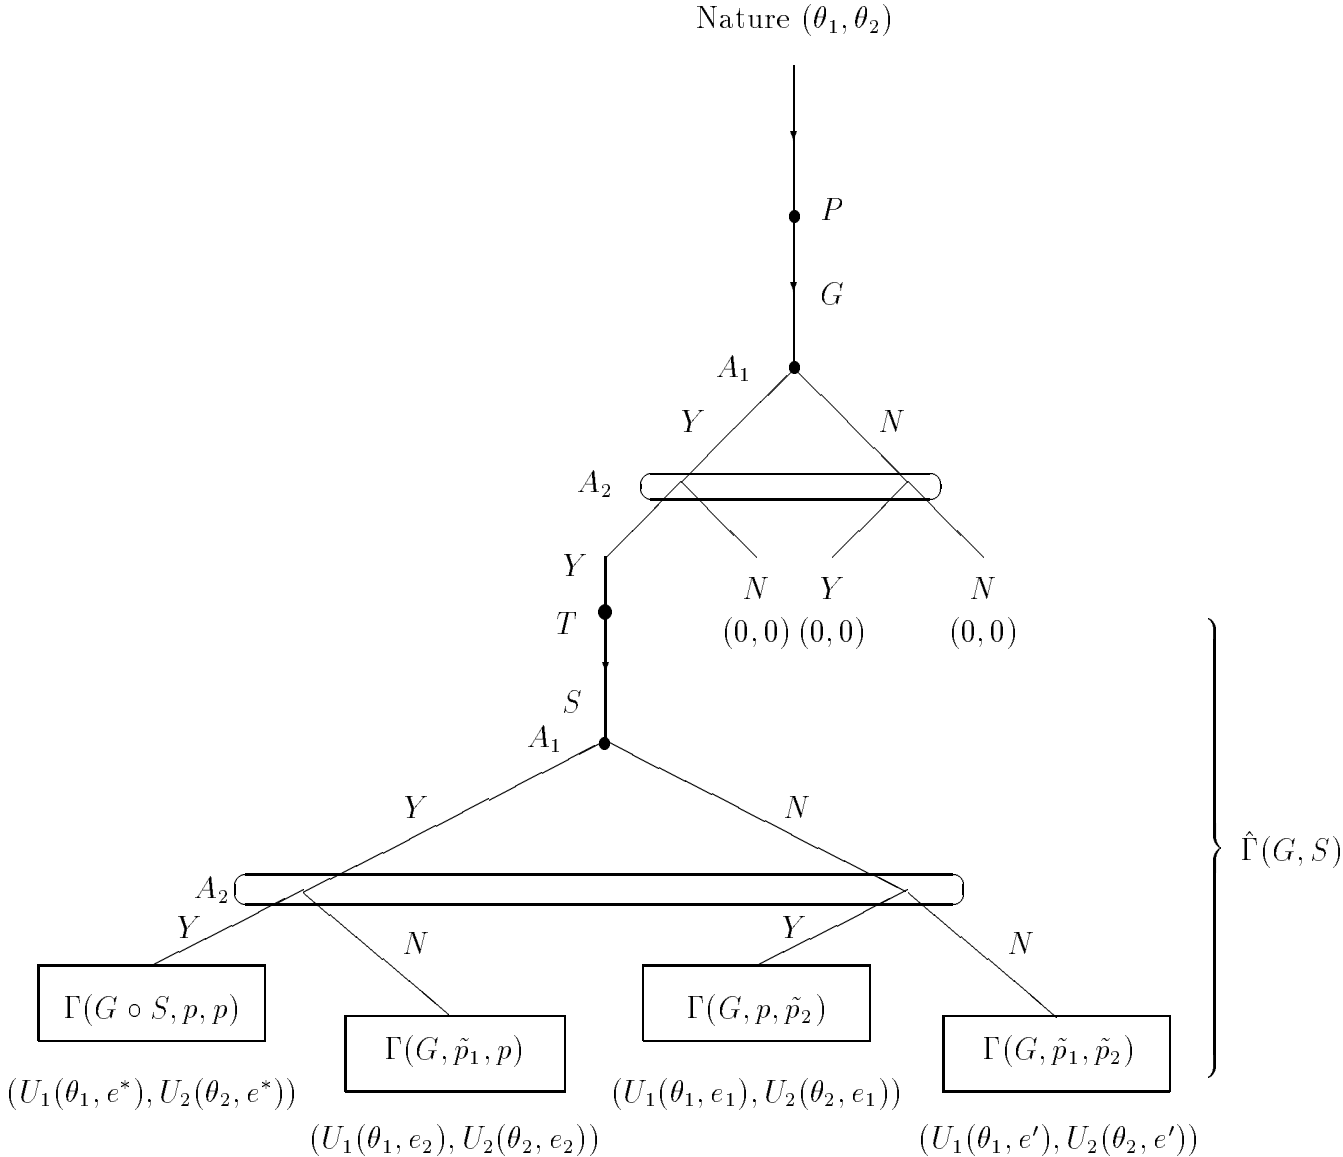 Nature (θ₁, θ₂)
P
G
A₁
Y N
A₂
Y N Y N
T (0, 0) (0, 0) (0, 0)
S
A₁
Y N
Γ̂(G, S)
A₂
Y N Y N
Γ(G ∘ S, p, p) Γ(G, p, p̃₂)
Γ(G, p̃₁, p) Γ(G, p̃₁, p̃₂)
(U₁(θ₁, e*), U₂(θ₂, e*)) (U₁(θ₁, e₁), U₂(θ₂, e₁))
(U₁(θ₁, e₂), U₂(θ₂, e₂)) (U₁(θ₁, e′), U₂(θ₂, e′))